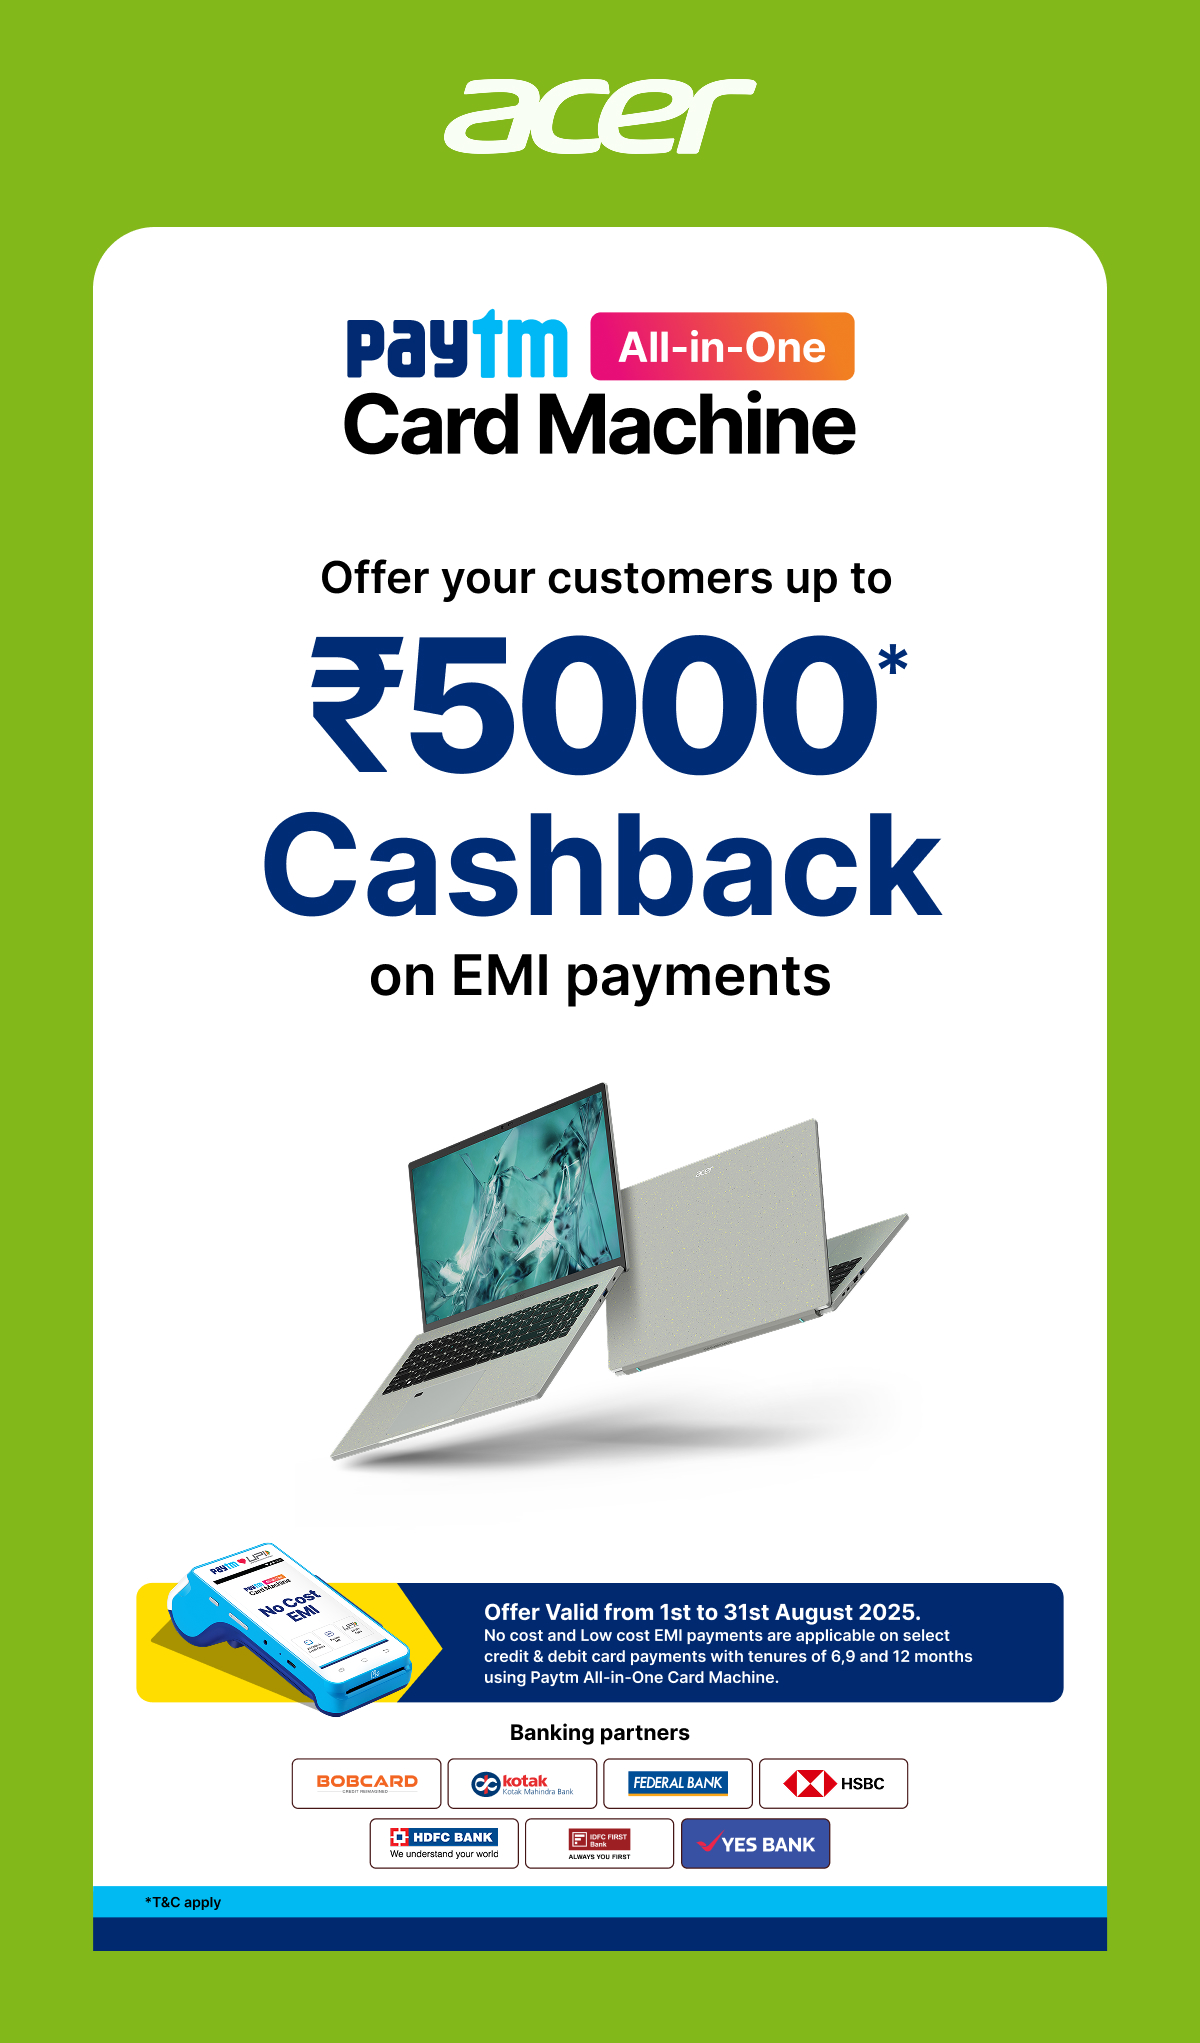 acer
paytm All-in-One
Card Machine
Offer your customers up to
₹5000*
Cashback
on EMI payments
acer
paytm UPI
paytm
Card Machine
No Cost
EMI
Offer Valid from 1st to 31st August 2025.
No cost and Low cost EMI payments are applicable on select
credit & debit card payments with tenures of 6,9 and 12 months
using Paytm All-in-One Card Machine.
Banking partners
BOBCARD
CREDIT REIMAGINED
kotak
Kotak Mahindra Bank
FEDERAL BANK
HSBC
HDFC BANK
We understand your world
IDFC FIRST
Bank
ALWAYS YOU FIRST
YES BANK
*T&C apply